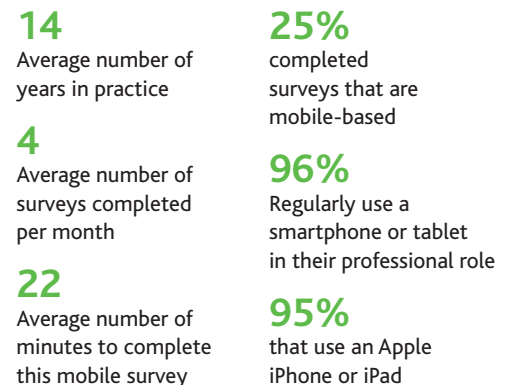 14
Average number of
years in practice
4
Average number of
surveys completed
per month
22
Average number of
minutes to complete
this mobile survey
25%
completed
surveys that are
mobile-based
96%
Regularly use a
smartphone or tablet
in their professional role
95%
that use an Apple
iPhone or iPad